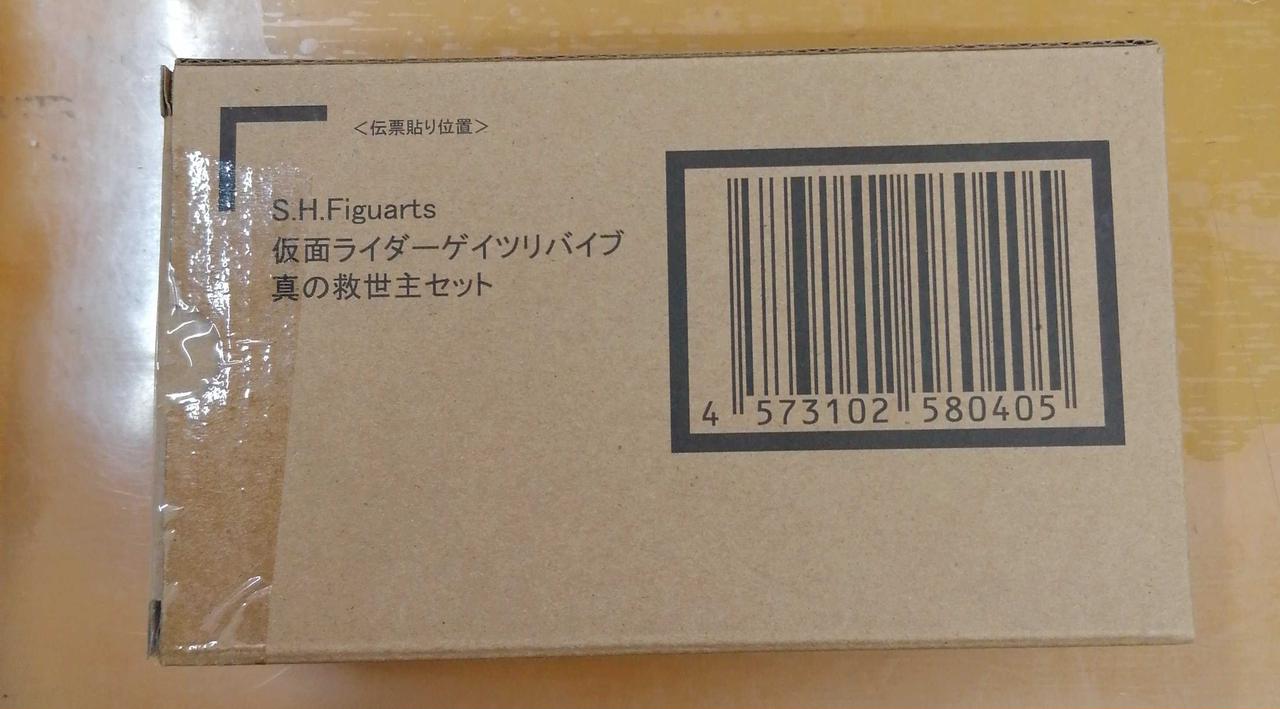 ＜伝票貼り位置＞
S.H.Figuarts
仮面ライダーゲイツリバイブ
真の救世主セット
4 573102 580405